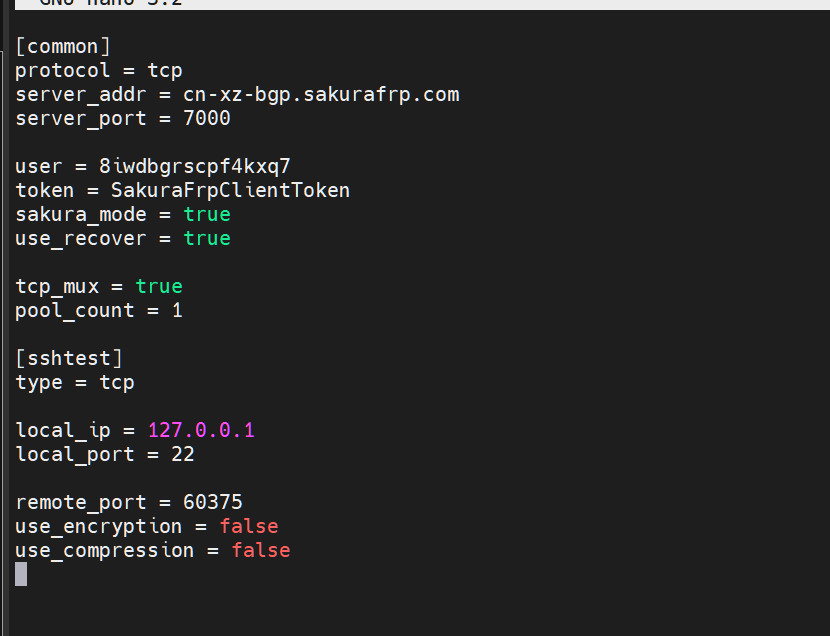 GNU nano 3.2
[common]
protocol = tcp
server_addr = cn-xz-bgp.sakurafrp.com
server_port = 7000
user = 8iwdbgrscpf4kxq7
token = SakuraFrpClientToken
sakura_mode = true
use_recover = true
tcp_mux = true
pool_count = 1
[sshtest]
type = tcp
local_ip = 127.0.0.1
local_port = 22
remote_port = 60375
use_encryption = false
use_compression = false